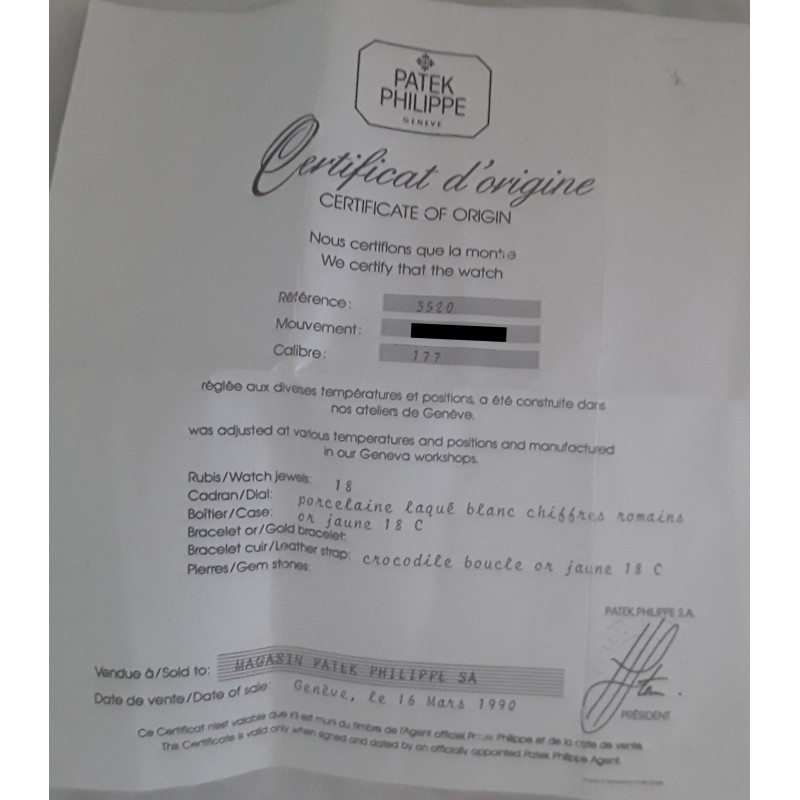 PATEK
PHILIPPE
GENEVE
Certificat d'origine
CERTIFICATE OF ORIGIN
Nous certifions que la montre
We certify that the watch
Référence: 3520
Mouvement:
Calibre: 177
réglée aux diverses températures et positions, a été construite dans
nos ateliers de Genève.
was adjusted at various temperatures and positions and manufactured
in our Geneva workshops.
Rubis/Watch jewels: 18
Cadran/Dial: porcelaine laqué blanc chiffres romains
Boîtier/Case: or jaune 18 C
Bracelet or/Gold bracelet:
Bracelet cuir/Leather strap: crocodile boucle or jaune 18 C
Pierres/Gem stones:
PATEK PHILIPPE S.A.
PRÉSIDENT
Vendue à/Sold to: MAGASIN PATEK PHILIPPE SA
Date de vente/Date of sale: Genève, le 16 Mars 1990
Ce Certificat n'est valable que s'il est muni du timbre de l'Agent officiel Patek Philippe et de la date de vente.
This Certificate is valid only when signed and dated by an officially appointed Patek Philippe Agent.